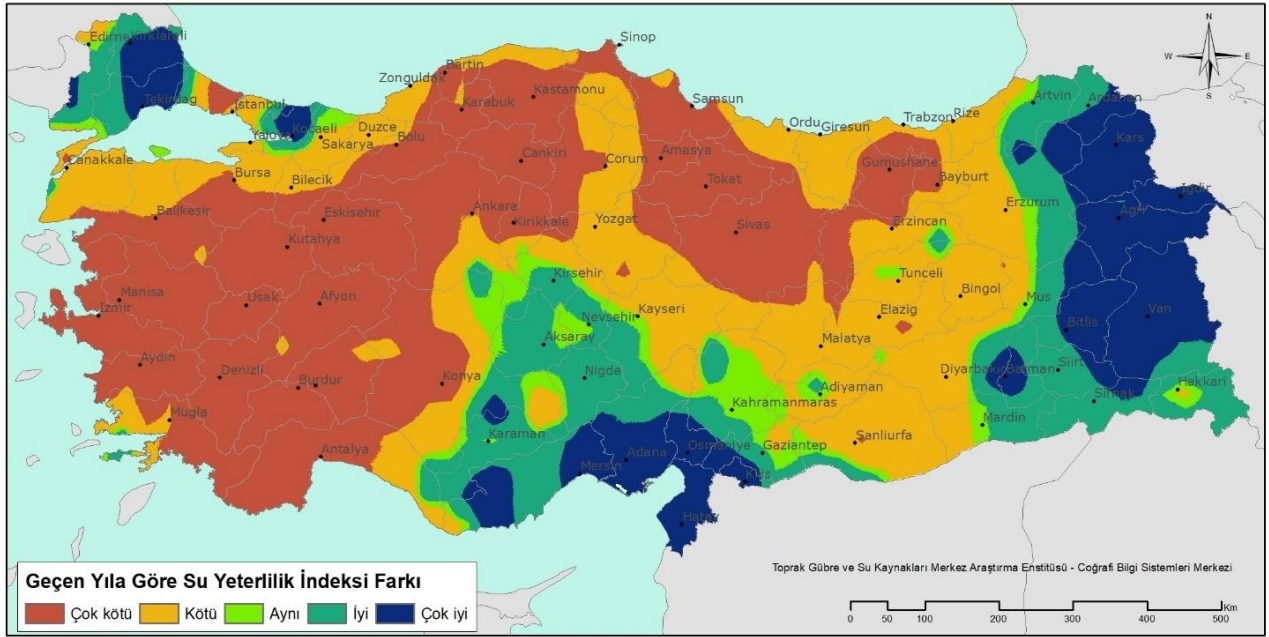 N
W E
S
Edirne
Kirklareli
Tekirdag
Istanbul
Zonguldak
Bartin
Kastamonu
Sinop
Karabuk
Samsun
Kocaeli
Yalova
Sakarya
Duzce
Bolu
Canakkale
Bursa
Bilecik
Cankiri
Corum
Amasya
Tokat
Ordu
Giresun
Trabzon
Rize
Artvin
Ardahan
Kars
Gumushane
Bayburt
Igdir
Balikesir
Eskisehir
Ankara
Kirikkale
Yozgat
Sivas
Erzincan
Erzurum
Agri
Kutahya
Manisa
Izmir
Usak
Afyon
Kirsehir
Nevsehir
Kayseri
Tunceli
Bingol
Elazig
Mus
Van
Bitlis
Aksaray
Malatya
Aydin
Denizli
Burdur
Konya
Nigde
Adiyaman
Diyarbakir
Batman
Siirt
Sirnak
Hakkari
Mugla
Kahramanmaras
Mardin
Karaman
Antalya
Mersin
Adana
Osmaniye
Gaziantep
Sanliurfa
Kilis
Hatay
Geçen Yıla Göre Su Yeterlilik İndeksi Farkı
Çok kötü Kötü Aynı İyi Çok iyi
Toprak Gübre ve Su Kaynakları Merkez Araştırma Enstitüsü - Coğrafi Bilgi Sistemleri Merkezi
Km
0 50 100 200 300 400 500